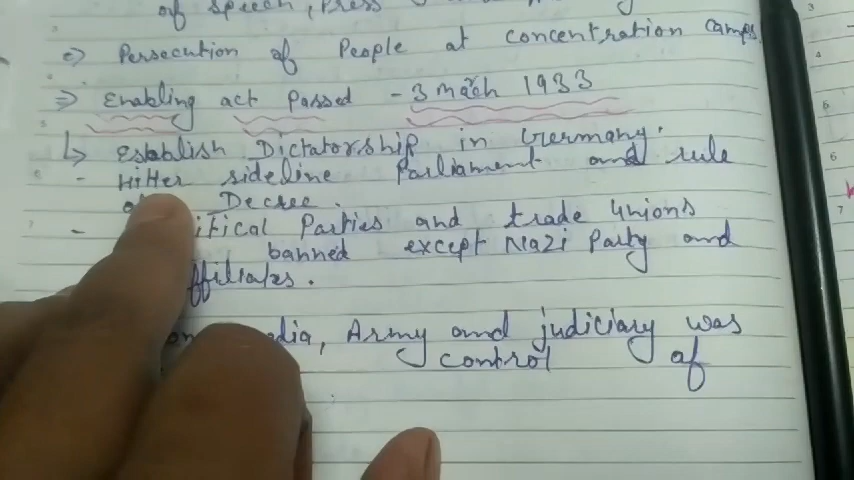 of speech, press
=> Persecution of People at concentration camps
=> Enabling act Passed - 3 March 1933
↳ Establish Dictatorship in Germany.
- Hitler sideline Parliament and rule
Decree.
- itical Parties and trade Unions
banned except Nazi Party and
ffiliates.
dia, Army and judiciary was
control of